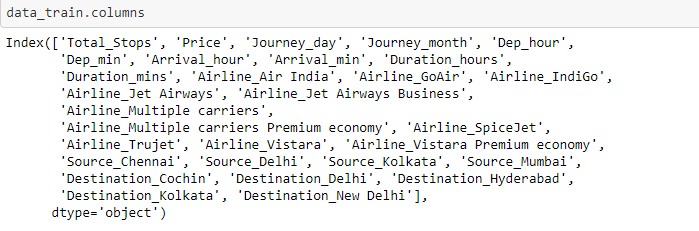 data_train.columns
Index(['Total_Stops', 'Price', 'Journey_day', 'Journey_month', 'Dep_hour',
'Dep_min', 'Arrival_hour', 'Arrival_min', 'Duration_hours',
'Duration_mins', 'Airline_Air India', 'Airline_GoAir', 'Airline_IndiGo',
'Airline_Jet Airways', 'Airline_Jet Airways Business',
'Airline_Multiple carriers',
'Airline_Multiple carriers Premium economy', 'Airline_SpiceJet',
'Airline_Trujet', 'Airline_Vistara', 'Airline_Vistara Premium economy',
'Source_Chennai', 'Source_Delhi', 'Source_Kolkata', 'Source_Mumbai',
'Destination_Cochin', 'Destination_Delhi', 'Destination_Hyderabad',
'Destination_Kolkata', 'Destination_New Delhi'],
dtype='object')